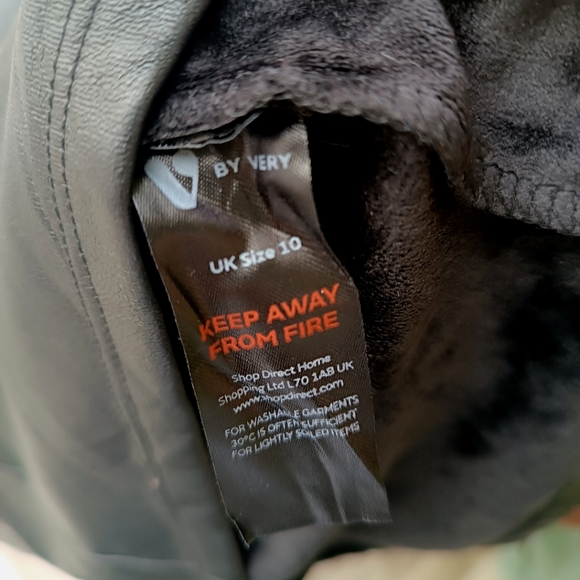 V BY VERY
UK Size 10
KEEP AWAY
FROM FIRE
Shop Direct Home
Shopping Ltd L70 1AB UK
www.shopdirect.com
FOR WASHABLE GARMENTS
30°C IS OFTEN SUFFICIENT
FOR LIGHTLY SOILED ITEMS